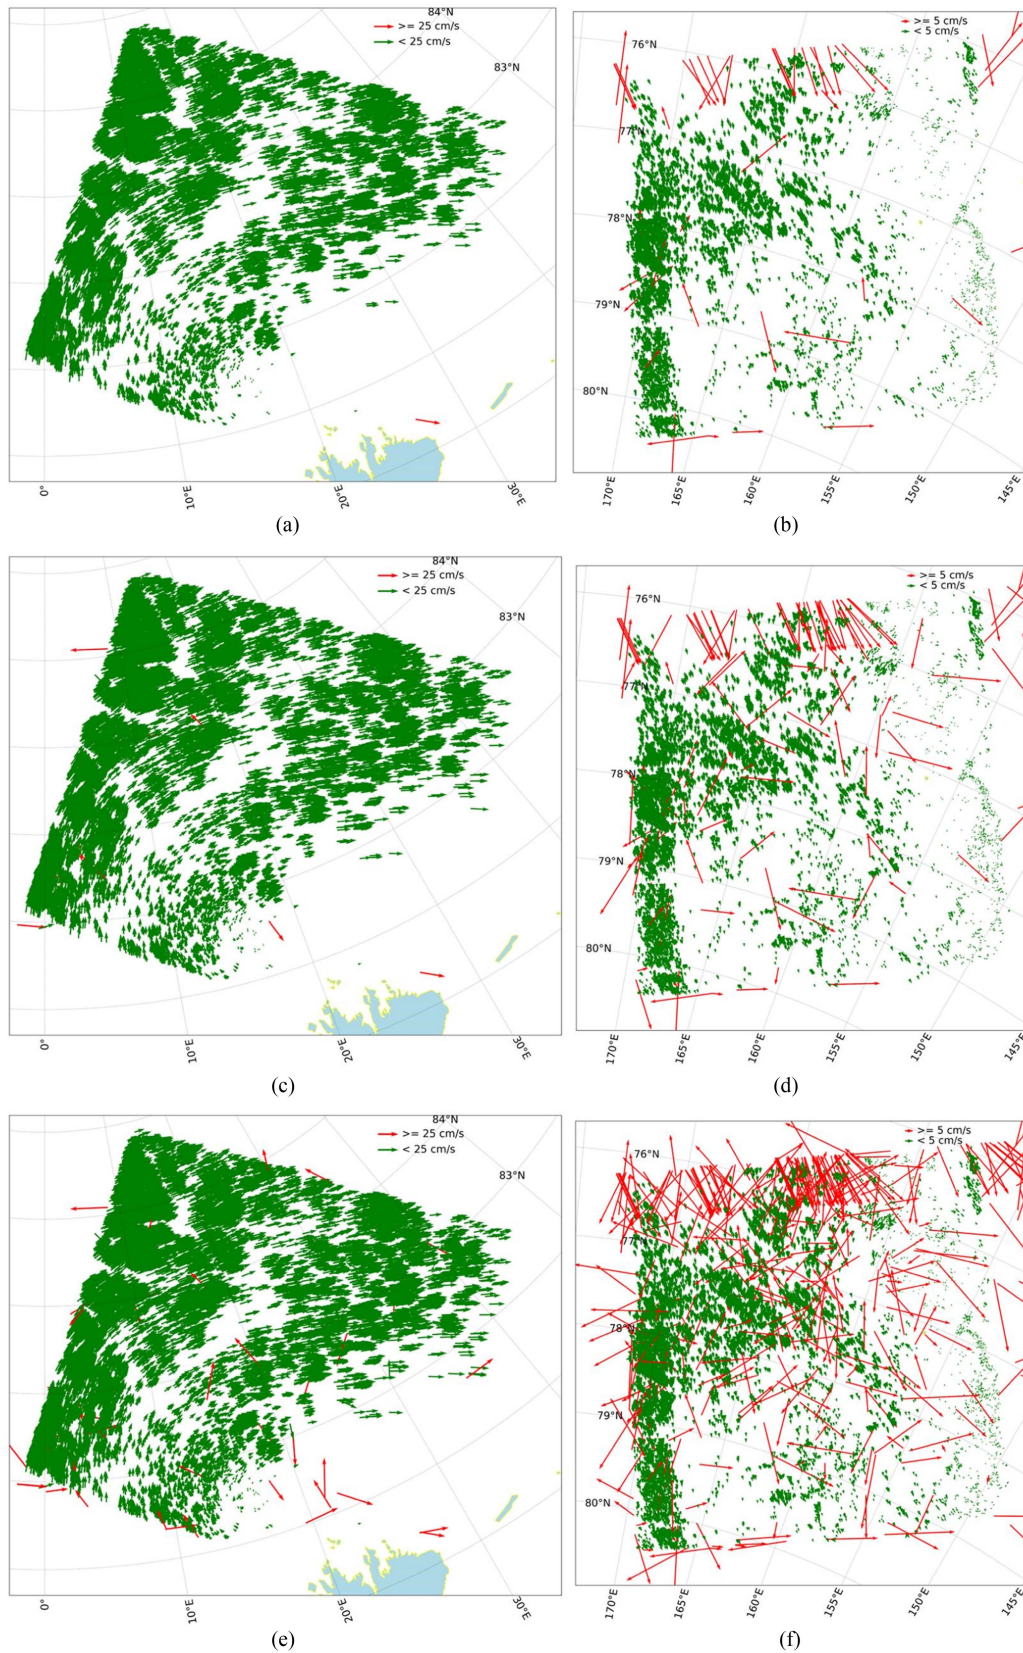 84°N
>= 25 cm/s
< 25 cm/s
83°N
0°
10°E
20°E
30°E
(a)
>= 5 cm/s
< 5 cm/s
76°N
77°N
78°N
79°N
80°N
170°E
165°E
160°E
155°E
150°E
145°E
(b)
84°N
>= 25 cm/s
< 25 cm/s
83°N
0°
10°E
20°E
30°E
(c)
>= 5 cm/s
< 5 cm/s
76°N
77°N
78°N
79°N
80°N
170°E
165°E
160°E
155°E
150°E
145°E
(d)
84°N
>= 25 cm/s
< 25 cm/s
83°N
0°
10°E
20°E
30°E
(e)
>= 5 cm/s
< 5 cm/s
76°N
77°N
78°N
79°N
80°N
170°E
165°E
160°E
155°E
150°E
145°E
(f)